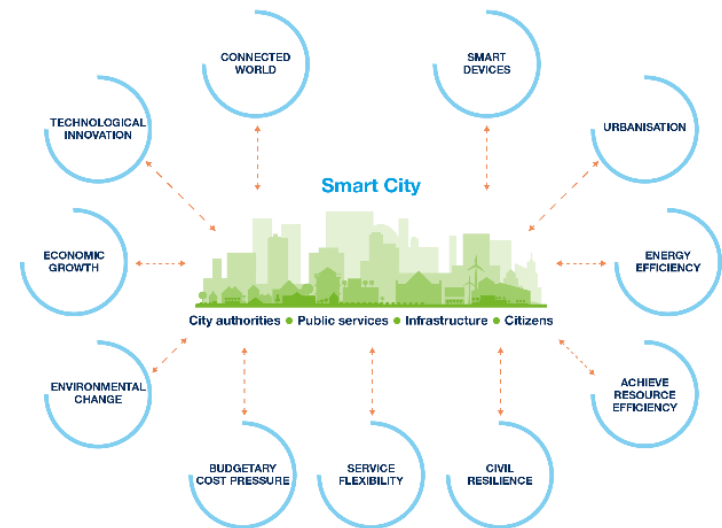 CONNECTED
WORLD
SMART
DEVICES
TECHNOLOGICAL
INNOVATION
URBANISATION
Smart City
ECONOMIC
GROWTH
ENERGY
EFFICIENCY
City authorities • Public services • Infrastructure • Citizens
ENVIRONMENTAL
CHANGE
ACHIEVE
RESOURCE
EFFICIENCY
BUDGETARY
COST PRESSURE
SERVICE
FLEXIBILITY
CIVIL
RESILIENCE